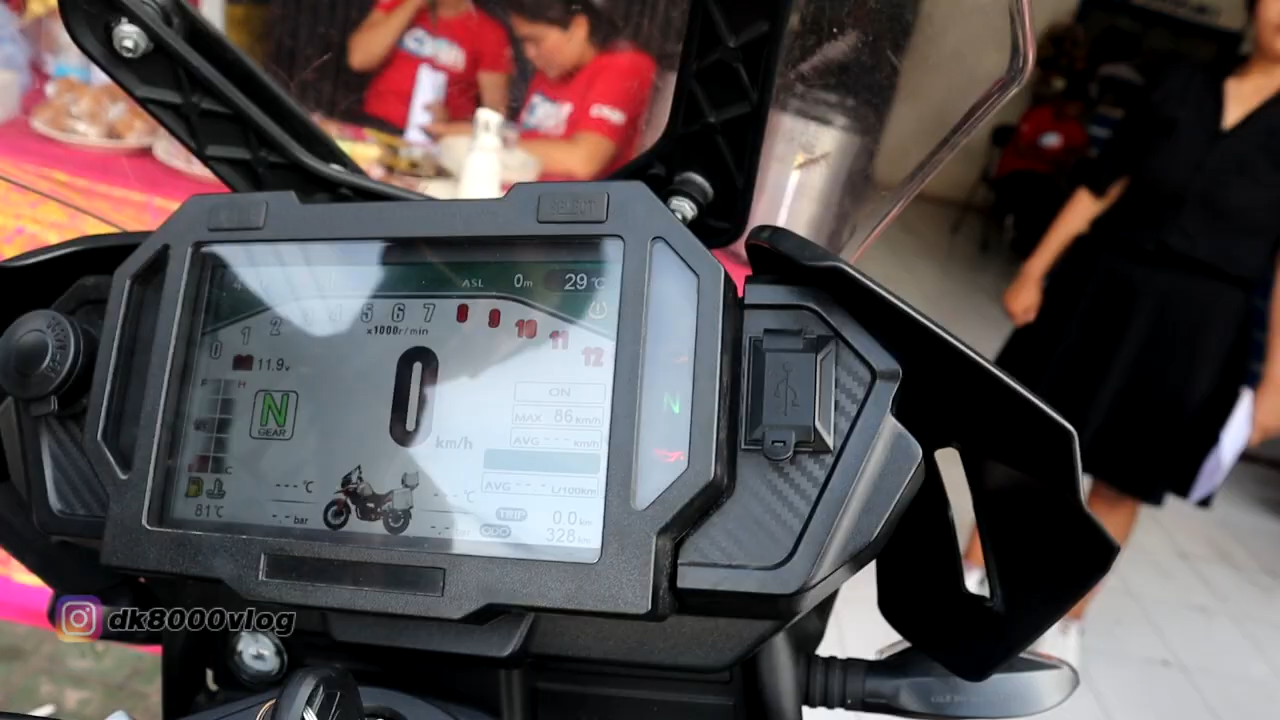 SELECT
ASL 0m 29°C
0 1 2 3 4 5 6 7 8 9 10 11 12
x1000r/min
11.9v
F H
N
GEAR
0
km/h
ON
MAX 86 km/h
AVG --- km/h
AVG --.- L/100km
C
81°C
---°C
--°C
-.-- bar
TRIP 0.0 km
ODO 328 km
N
dk8000vlog